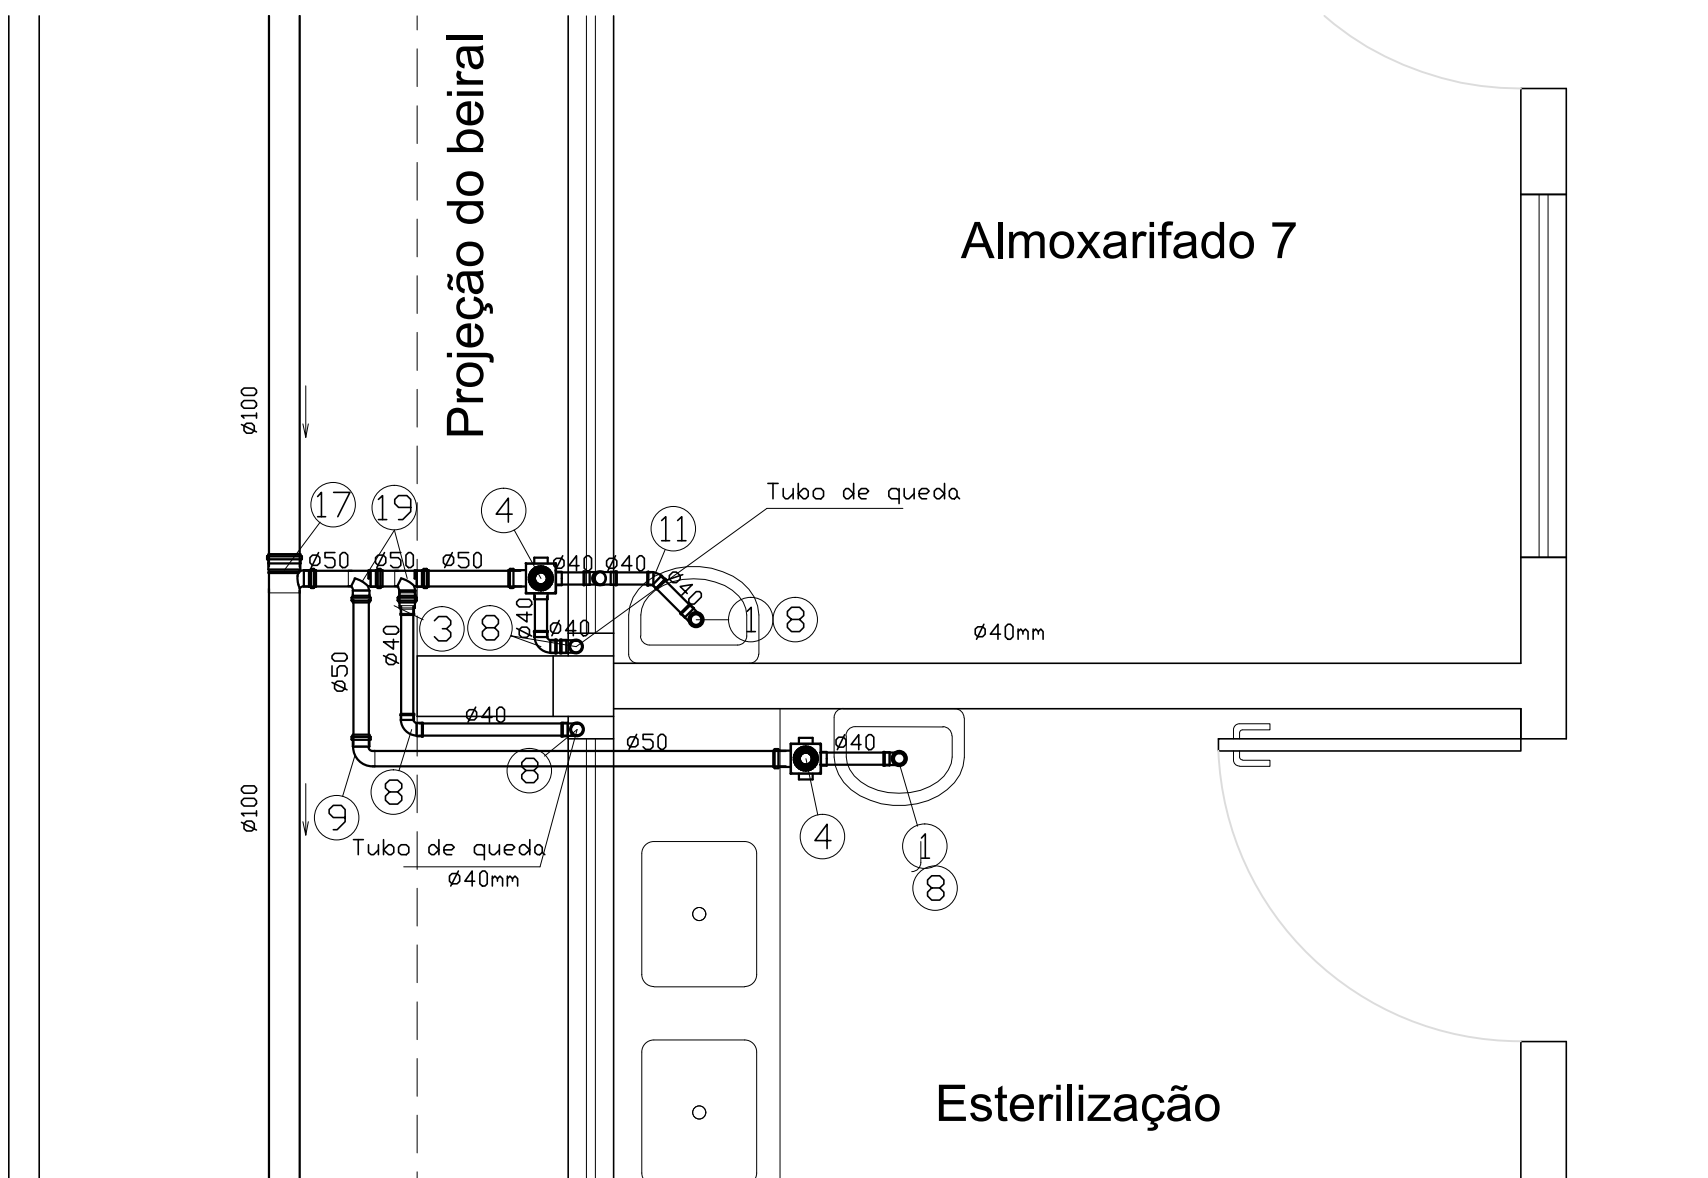 Projeção do beiral
Almoxarifado 7
Ø100
Tubo de queda
17
19
4
11
Ø50
Ø50
Ø50
Ø40
Ø40
Ø40
Ø40
Ø40
3
8
1
8
Ø40mm
Ø50
Ø40
Ø40
Ø50
Ø40
8
8
9
Ø100
4
1
8
Tubo de queda
Ø40mm
Esterilização